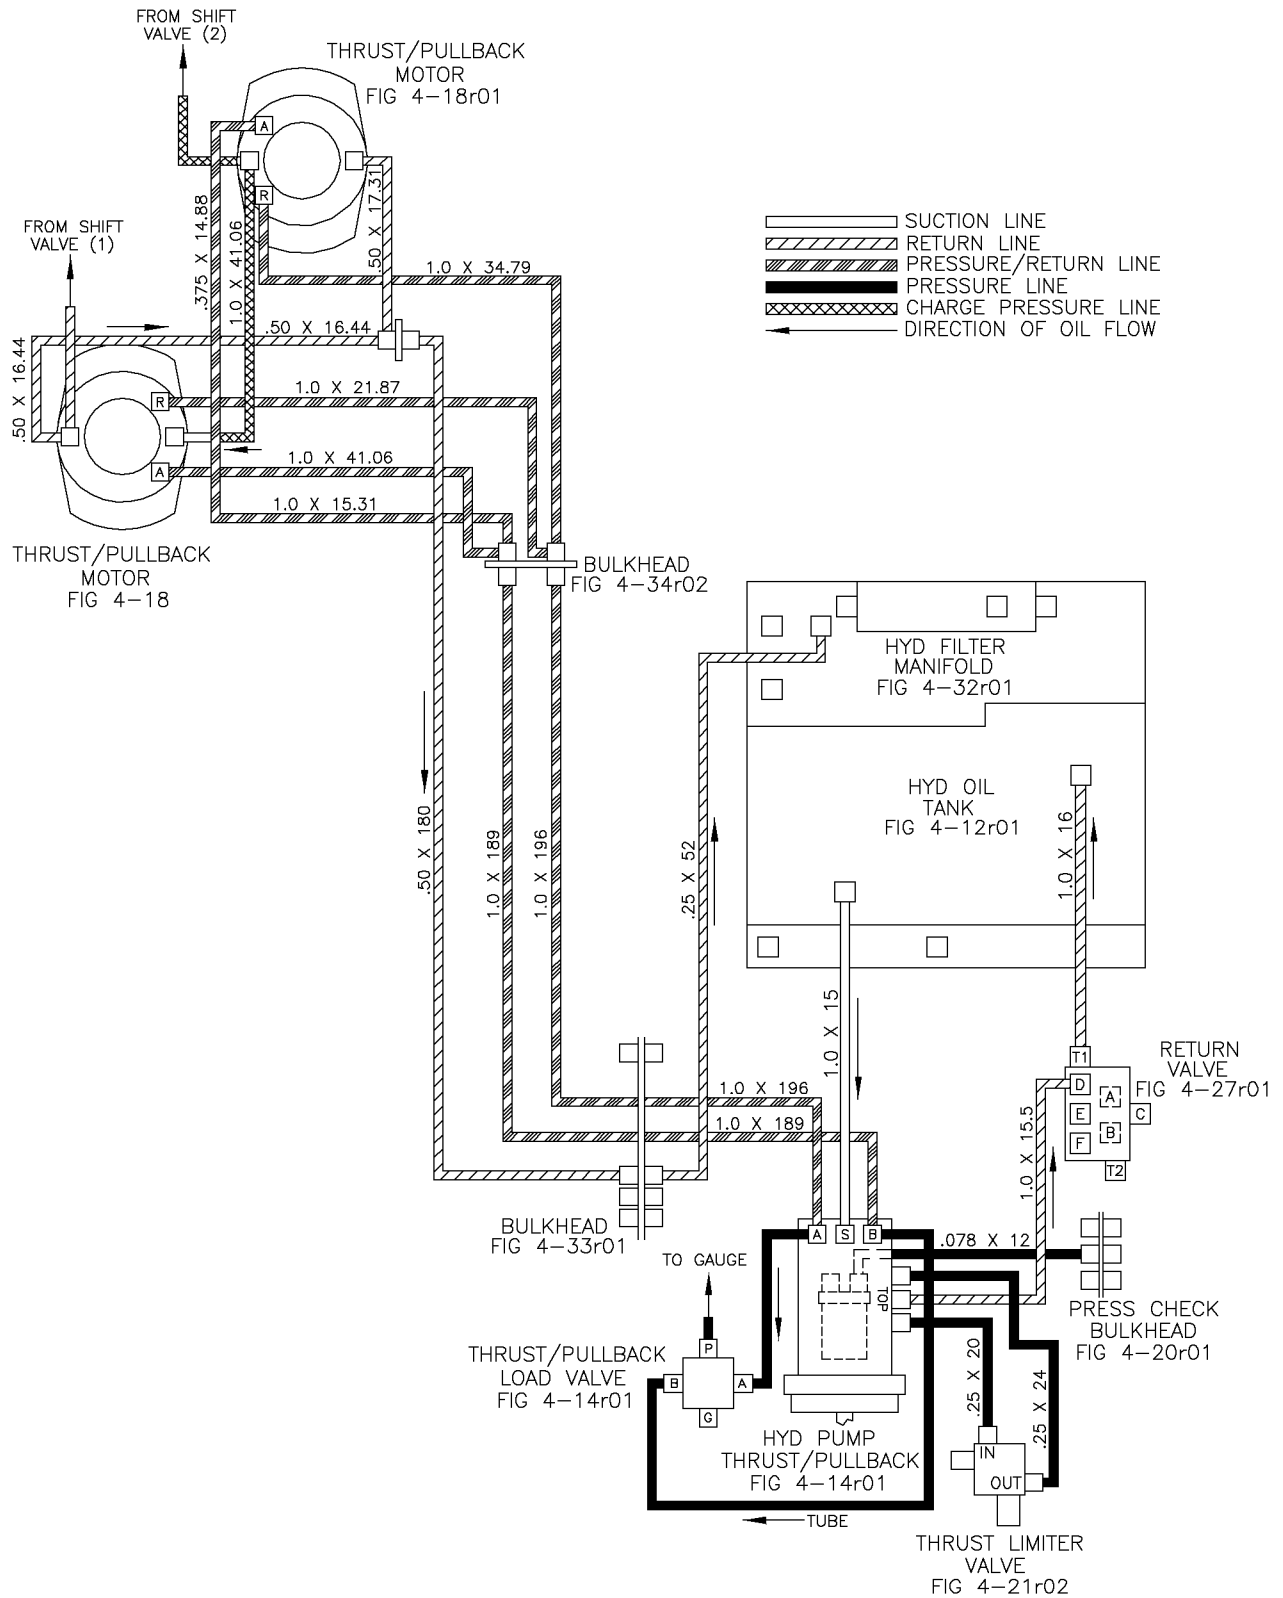 FROM SHIFT
VALVE (2)
THRUST/PULLBACK
MOTOR
FIG 4-18r01
A
R
.375 X 14.88
1.0 X 41.06
.50 X 17.31
FROM SHIFT
VALVE (1)
1.0 X 34.79
SUCTION LINE
RETURN LINE
PRESSURE/RETURN LINE
PRESSURE LINE
CHARGE PRESSURE LINE
DIRECTION OF OIL FLOW
.50 X 16.44
.50 X 16.44
1.0 X 21.87
R
1.0 X 41.06
A
1.0 X 15.31
THRUST/PULLBACK
MOTOR
FIG 4-18
BULKHEAD
FIG 4-34r02
HYD FILTER
MANIFOLD
FIG 4-32r01
HYD OIL
TANK
FIG 4-12r01
.50 X 180
1.0 X 189
1.0 X 196
.25 X 52
1.0 X 16
1.0 X 15
T1
D
E
F
A
B
C
T2
RETURN
VALVE
FIG 4-27r01
1.0 X 196
1.0 X 189
1.0 X 15.5
BULKHEAD
FIG 4-33r01
A
S
B
.078 X 12
TO GAUGE
TOP
PRESS CHECK
BULKHEAD
FIG 4-20r01
THRUST/PULLBACK
LOAD VALVE
FIG 4-14r01
P
B
A
G
.25 X 20
.25 X 24
HYD PUMP
THRUST/PULLBACK
FIG 4-14r01
IN
OUT
TUBE
THRUST LIMITER
VALVE
FIG 4-21r02